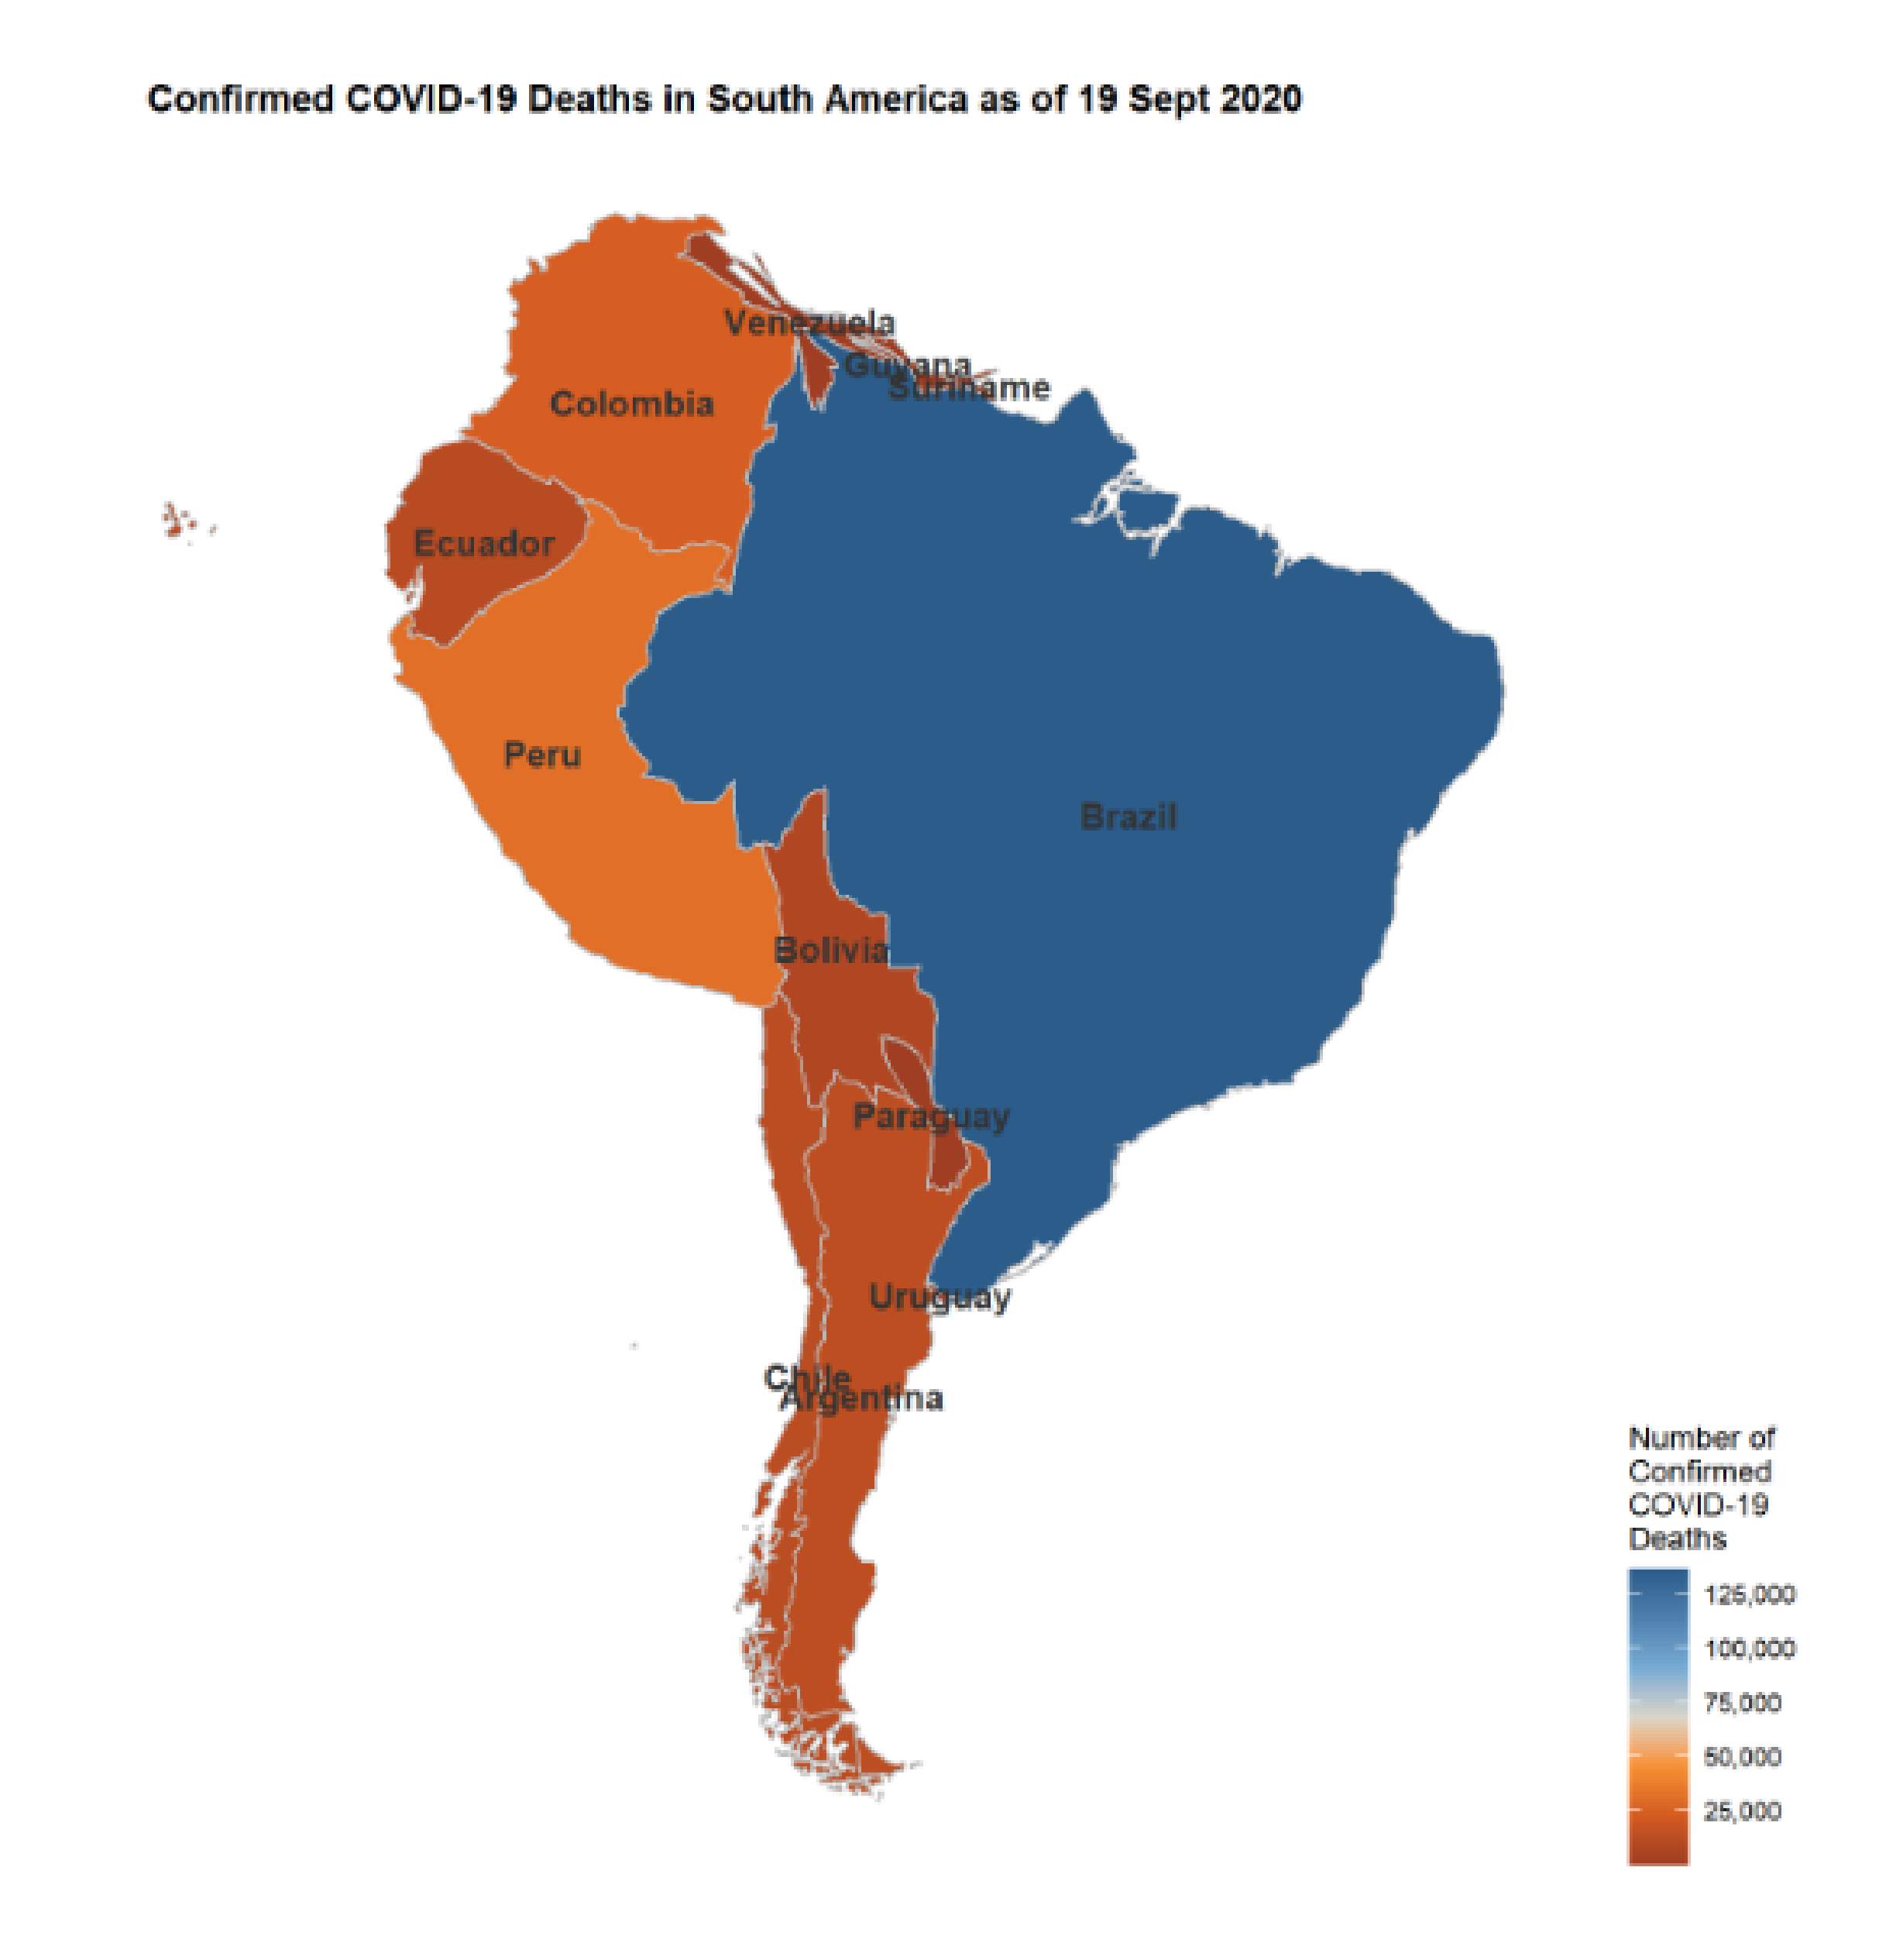 Confirmed COVID-19 Deaths in South America as of 19 Sept 2020
Venezuela
Guyana
Suriname
Colombia
Ecuador
Peru
Brazil
Bolivia
Paraguay
Uruguay
Chile
Argentina
Number of
Confirmed
COVID-19
Deaths
125,000
100,000
75,000
50,000
25,000